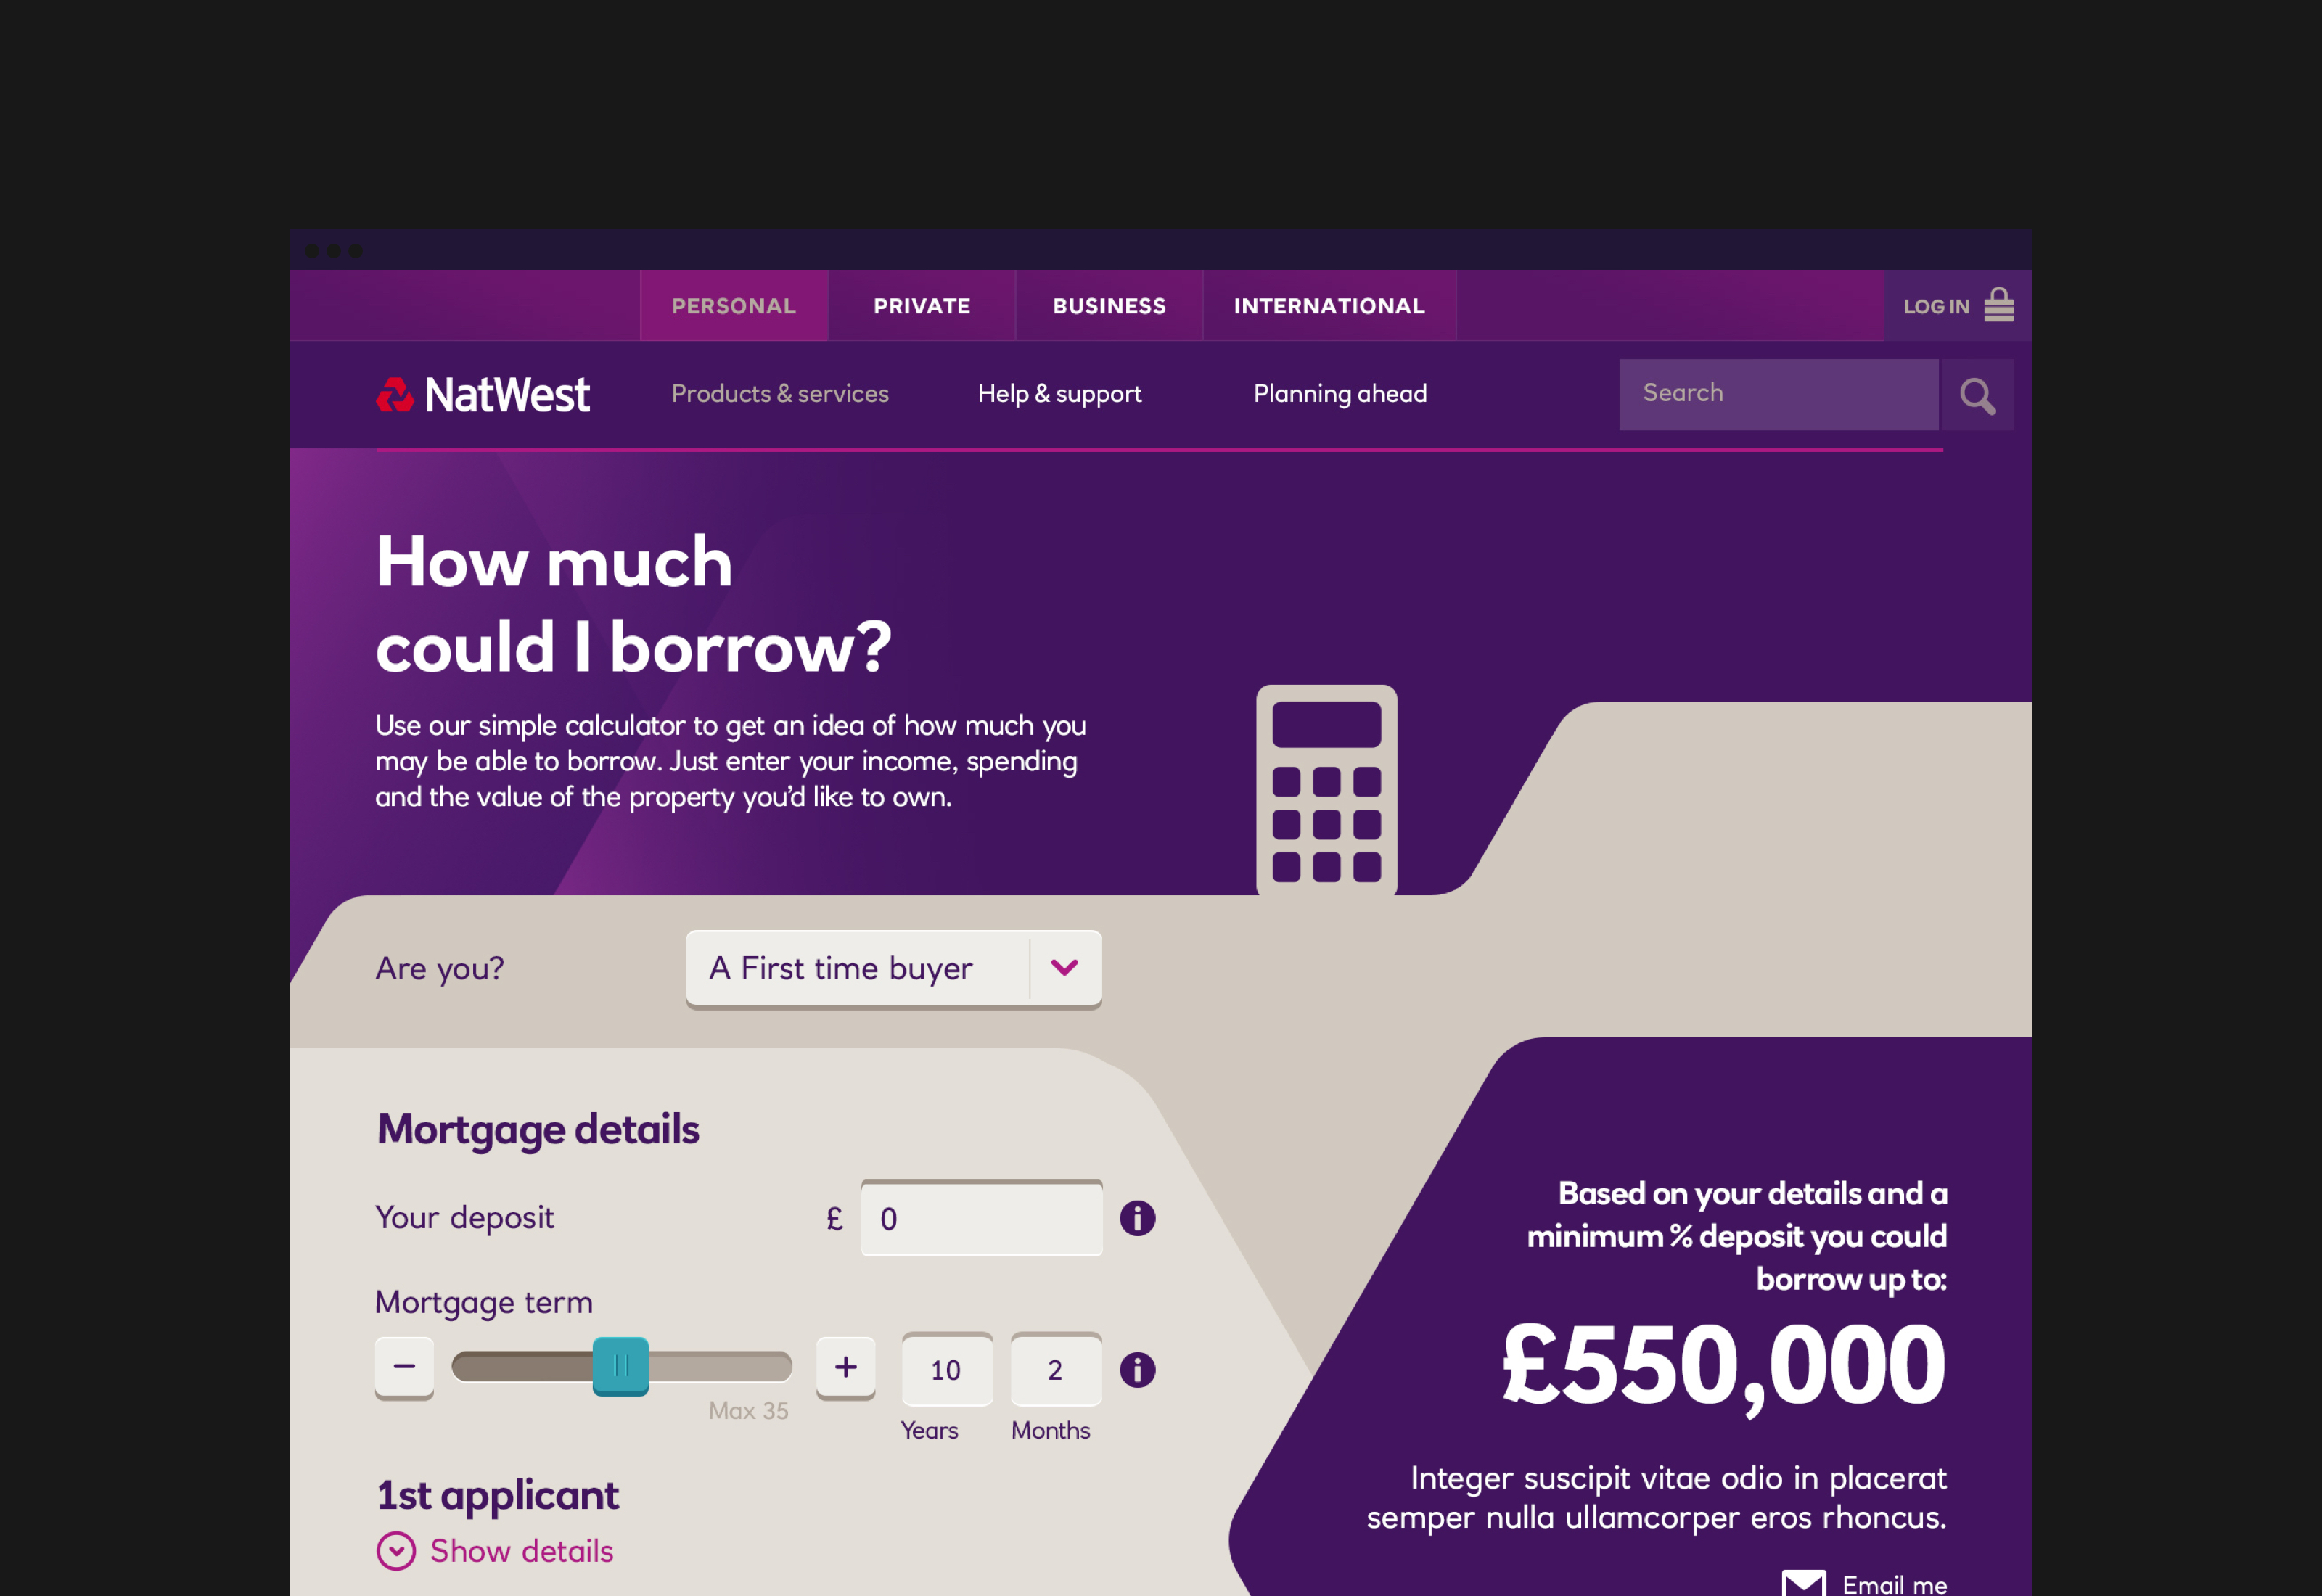 PERSONAL
PRIVATE
BUSINESS
INTERNATIONAL
LOG IN
NatWest
Products & services
Help & support
Planning ahead
Search
How much
could I borrow?
Use our simple calculator to get an idea of how much you
may be able to borrow. Just enter your income, spending
and the value of the property you’d like to own.
Are you?
A First time buyer
Mortgage details
Your deposit
£
0
Mortgage term
10
2
Max 35
Years
Months
1st applicant
Show details
Based on your details and a
minimum % deposit you could
borrow up to:
£550,000
Integer suscipit vitae odio in placerat
semper nulla ullamcorper eros rhoncus.
Email me